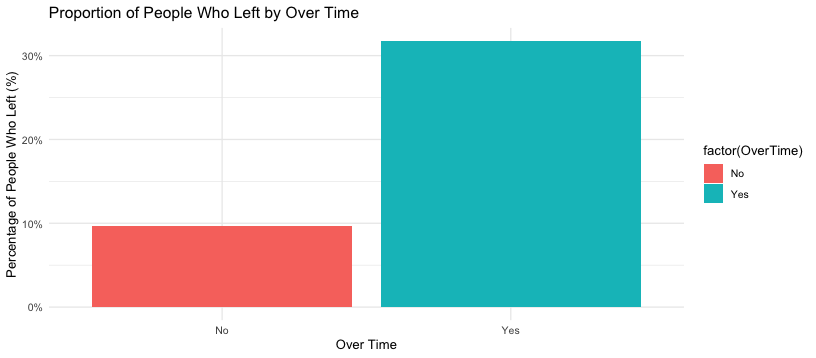 Proportion of People Who Left by Over Time
Percentage of People Who Left (%)
30%
20%
10%
0%
No
Yes
Over Time
factor(OverTime)
No
Yes